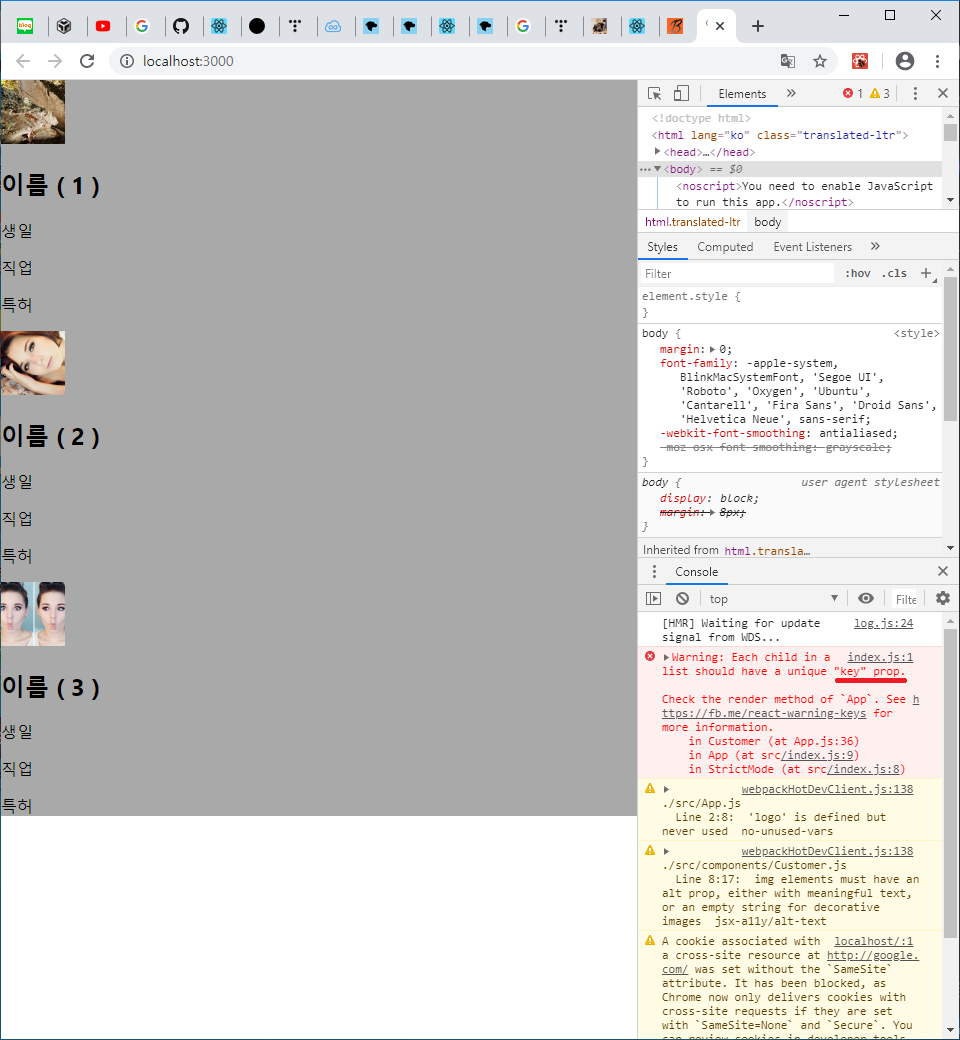 blog
localhost:3000
이름 ( 1 )
생일
직업
특허
이름 ( 2 )
생일
직업
특허
이름 ( 3 )
생일
직업
특허
Elements
1
3
<!doctype html>
<html lang="ko" class="translated-ltr">
<head>…</head>
<body> == $0
<noscript>You need to enable JavaScript
to run this app.</noscript>
html.translated-ltr body
Styles Computed Event Listeners
Filter :hov .cls +
element.style {
}
body { <style>
margin: 0;
font-family: -apple-system,
BlinkMacSystemFont, 'Segoe UI',
'Roboto', 'Oxygen', 'Ubuntu',
'Cantarell', 'Fira Sans', 'Droid Sans',
'Helvetica Neue', sans-serif;
-webkit-font-smoothing: antialiased;
-moz-osx-font-smoothing: grayscale;
}
body { user agent stylesheet
display: block;
margin: 8px;
}
Inherited from html.transla…
Console
top Filte
[HMR] Waiting for update log.js:24
signal from WDS...
Warning: Each child in a index.js:1
list should have a unique "key" prop.
Check the render method of `App`. See h
ttps://fb.me/react-warning-keys for
more information.
in Customer (at App.js:36)
in App (at src/index.js:9)
in StrictMode (at src/index.js:8)
webpackHotDevClient.js:138
./src/App.js
Line 2:8: 'logo' is defined but
never used no-unused-vars
webpackHotDevClient.js:138
./src/components/Customer.js
Line 8:17: img elements must have an
alt prop, either with meaningful text,
or an empty string for decorative
images jsx-a11y/alt-text
A cookie associated with localhost/:1
a cross-site resource at http://google.
com/ was set without the `SameSite`
attribute. It has been blocked, as
Chrome now only delivers cookies with
cross-site requests if they are set
with `SameSite=None` and `Secure`. You
can review cookies in developer tools